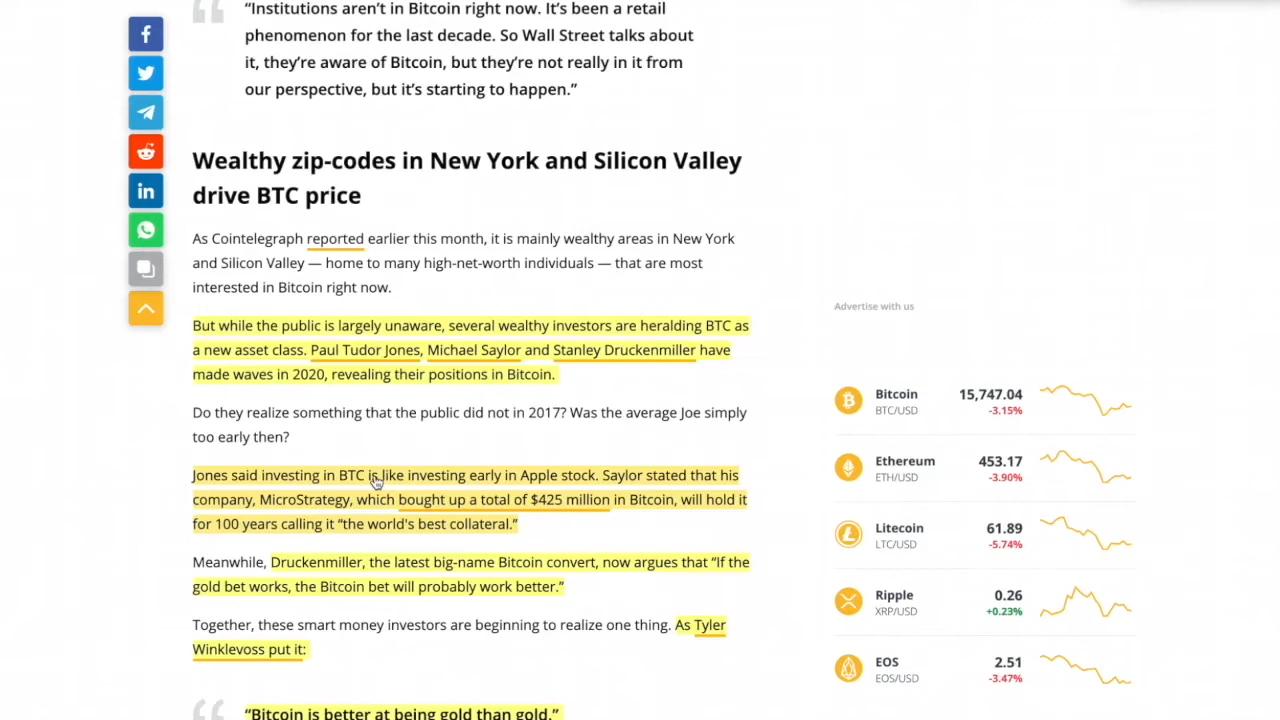 “Institutions aren’t in Bitcoin right now. It’s been a retail
phenomenon for the last decade. So Wall Street talks about
it, they’re aware of Bitcoin, but they’re not really in it from
our perspective, but it’s starting to happen.”
Wealthy zip-codes in New York and Silicon Valley
drive BTC price
As Cointelegraph reported earlier this month, it is mainly wealthy areas in New York
and Silicon Valley — home to many high-net-worth individuals — that are most
interested in Bitcoin right now.
But while the public is largely unaware, several wealthy investors are heralding BTC as
a new asset class. Paul Tudor Jones, Michael Saylor and Stanley Druckenmiller have
made waves in 2020, revealing their positions in Bitcoin.
Do they realize something that the public did not in 2017? Was the average Joe simply
too early then?
Jones said investing in BTC is like investing early in Apple stock. Saylor stated that his
company, MicroStrategy, which bought up a total of $425 million in Bitcoin, will hold it
for 100 years calling it “the world's best collateral.”
Meanwhile, Druckenmiller, the latest big-name Bitcoin convert, now argues that “If the
gold bet works, the Bitcoin bet will probably work better.”
Together, these smart money investors are beginning to realize one thing. As Tyler
Winklevoss put it:
“Bitcoin is better at being gold than gold.”
Advertise with us
Bitcoin 15,747.04
BTC/USD -3.15%
Ethereum 453.17
ETH/USD -3.90%
Litecoin 61.89
LTC/USD -5.74%
Ripple 0.26
XRP/USD +0.23%
EOS 2.51
EOS/USD -3.47%